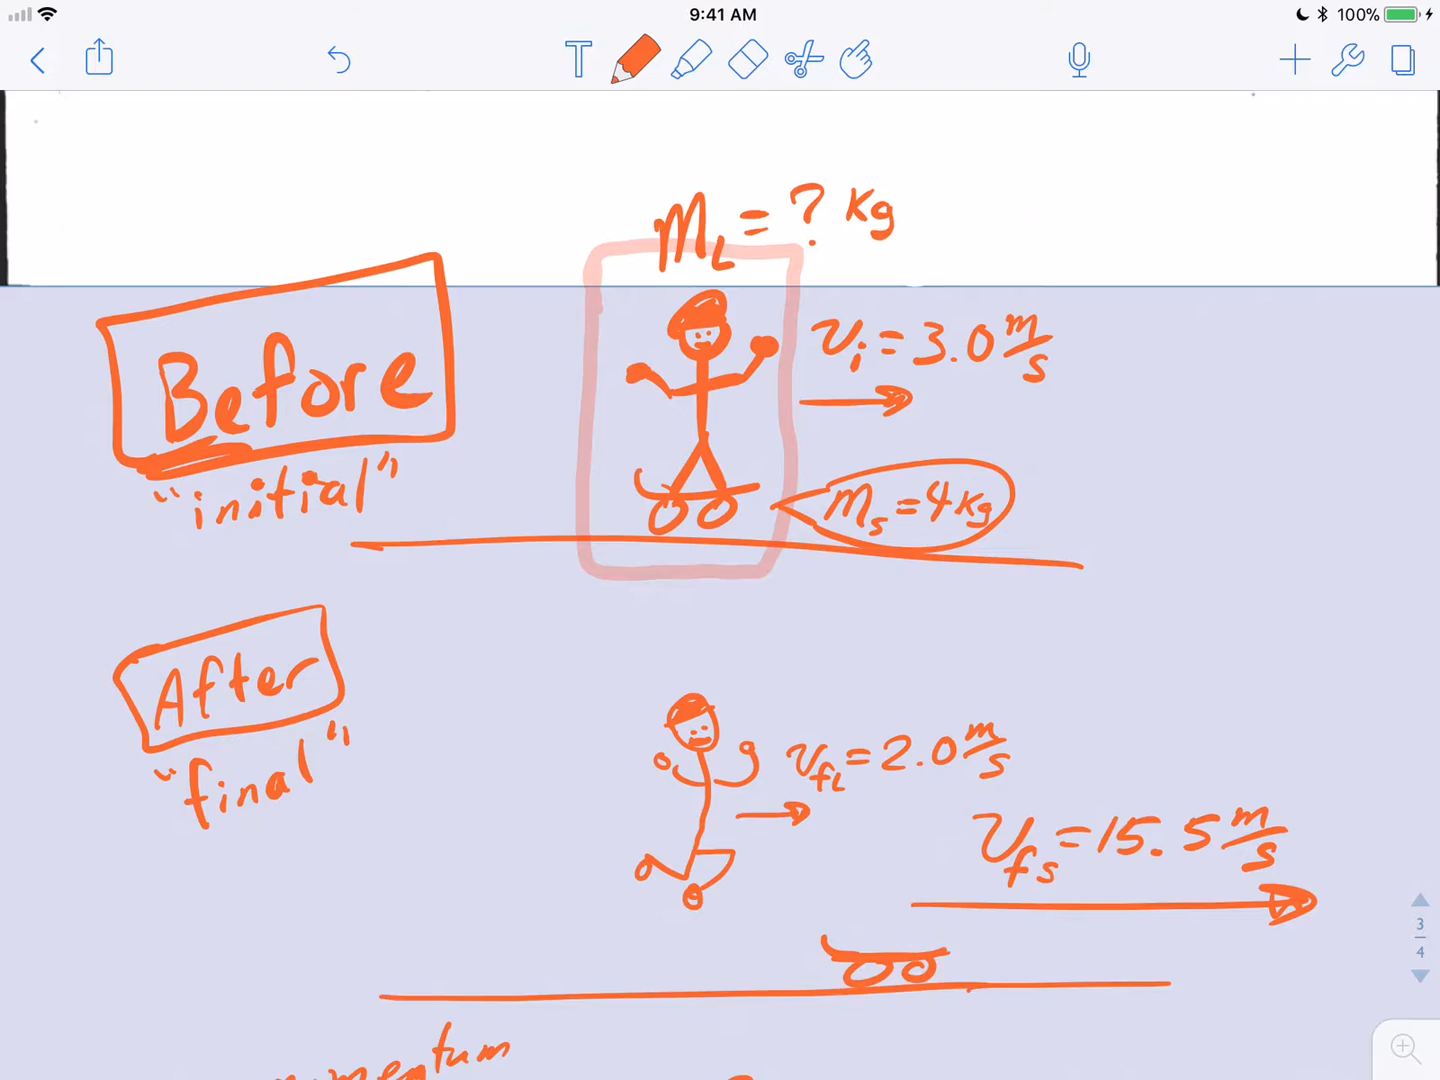 9:41 AM
100%
T
m_L = ? kg
Before
"initial"
v_i = 3.0 m/s
m_s = 4 kg
After
"final"
v_fL = 2.0 m/s
v_fs = 15.5 m/s
3
4
Momentum